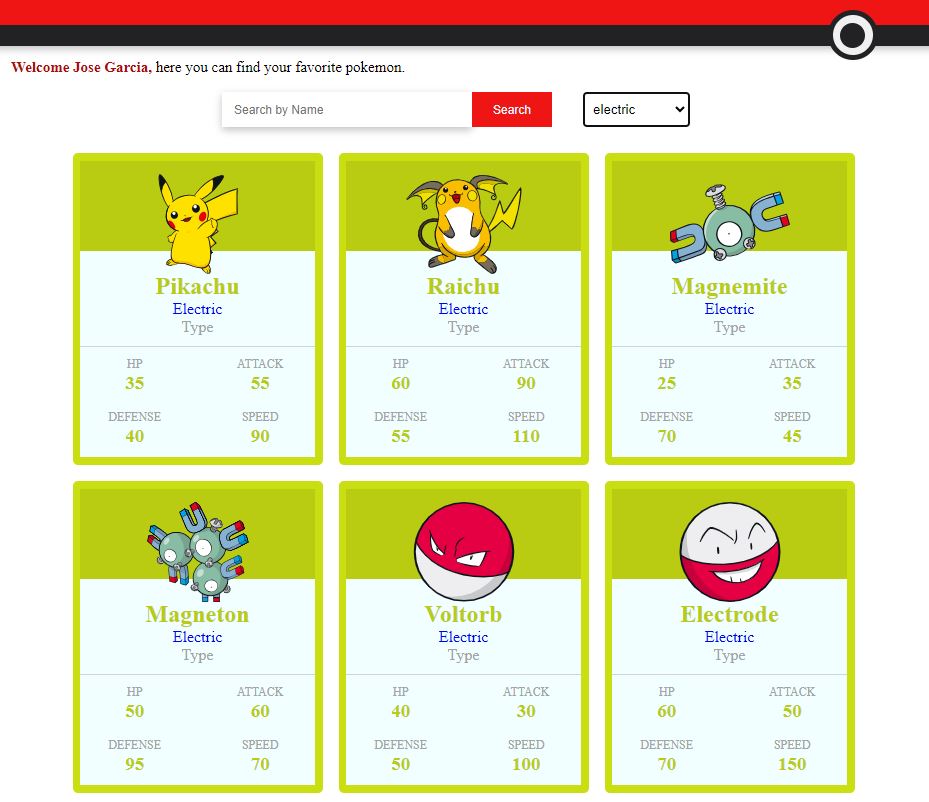 Welcome Jose Garcia, here you can find your favorite pokemon.
Search by Name Search electric
Pikachu
Electric
Type
HP ATTACK
35 55
DEFENSE SPEED
40 90
Raichu
Electric
Type
HP ATTACK
60 90
DEFENSE SPEED
55 110
Magnemite
Electric
Type
HP ATTACK
25 35
DEFENSE SPEED
70 45
Magneton
Electric
Type
HP ATTACK
50 60
DEFENSE SPEED
95 70
Voltorb
Electric
Type
HP ATTACK
40 30
DEFENSE SPEED
50 100
Electrode
Electric
Type
HP ATTACK
60 50
DEFENSE SPEED
70 150